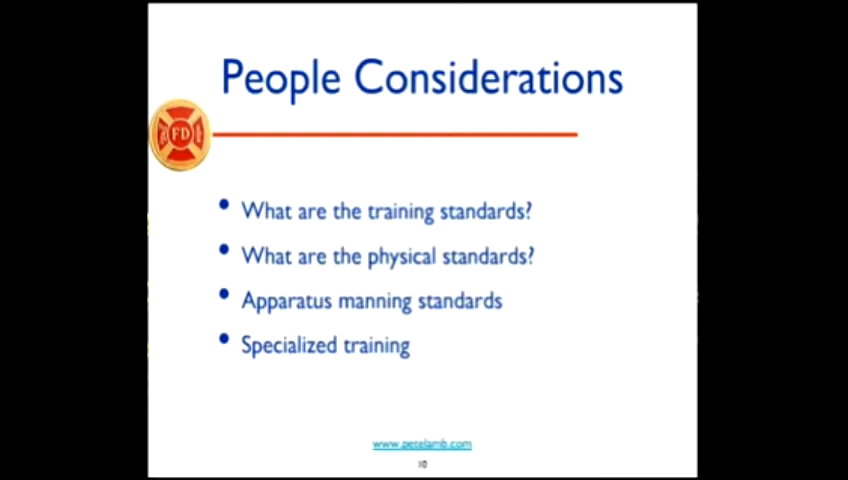 People Considerations
FD
• What are the training standards?
• What are the physical standards?
• Apparatus manning standards
• Specialized training
www.petelamb.com
10